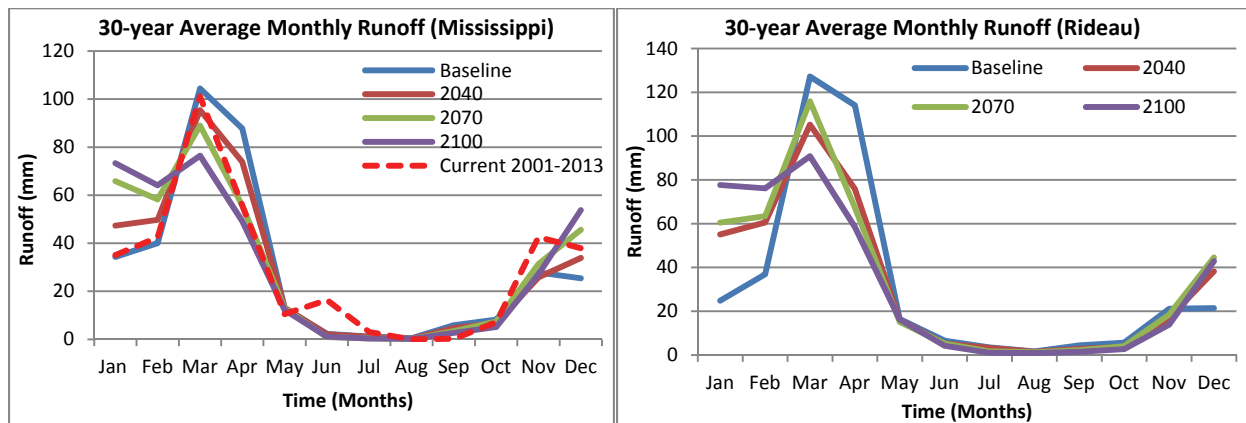 30-year Average Monthly Runoff (Mississippi)
120
100
80
60
40
20
0
Runoff (mm)
Baseline
2040
2070
2100
Current 2001-2013
Jan Feb Mar Apr May Jun Jul Aug Sep Oct Nov Dec
Time (Months)
30-year Average Monthly Runoff (Rideau)
140
120
100
80
60
40
20
0
Runoff (mm)
Baseline 2040
2070 2100
Jan Feb Mar Apr May Jun Jul Aug Sep Oct Nov Dec
Time (Months)